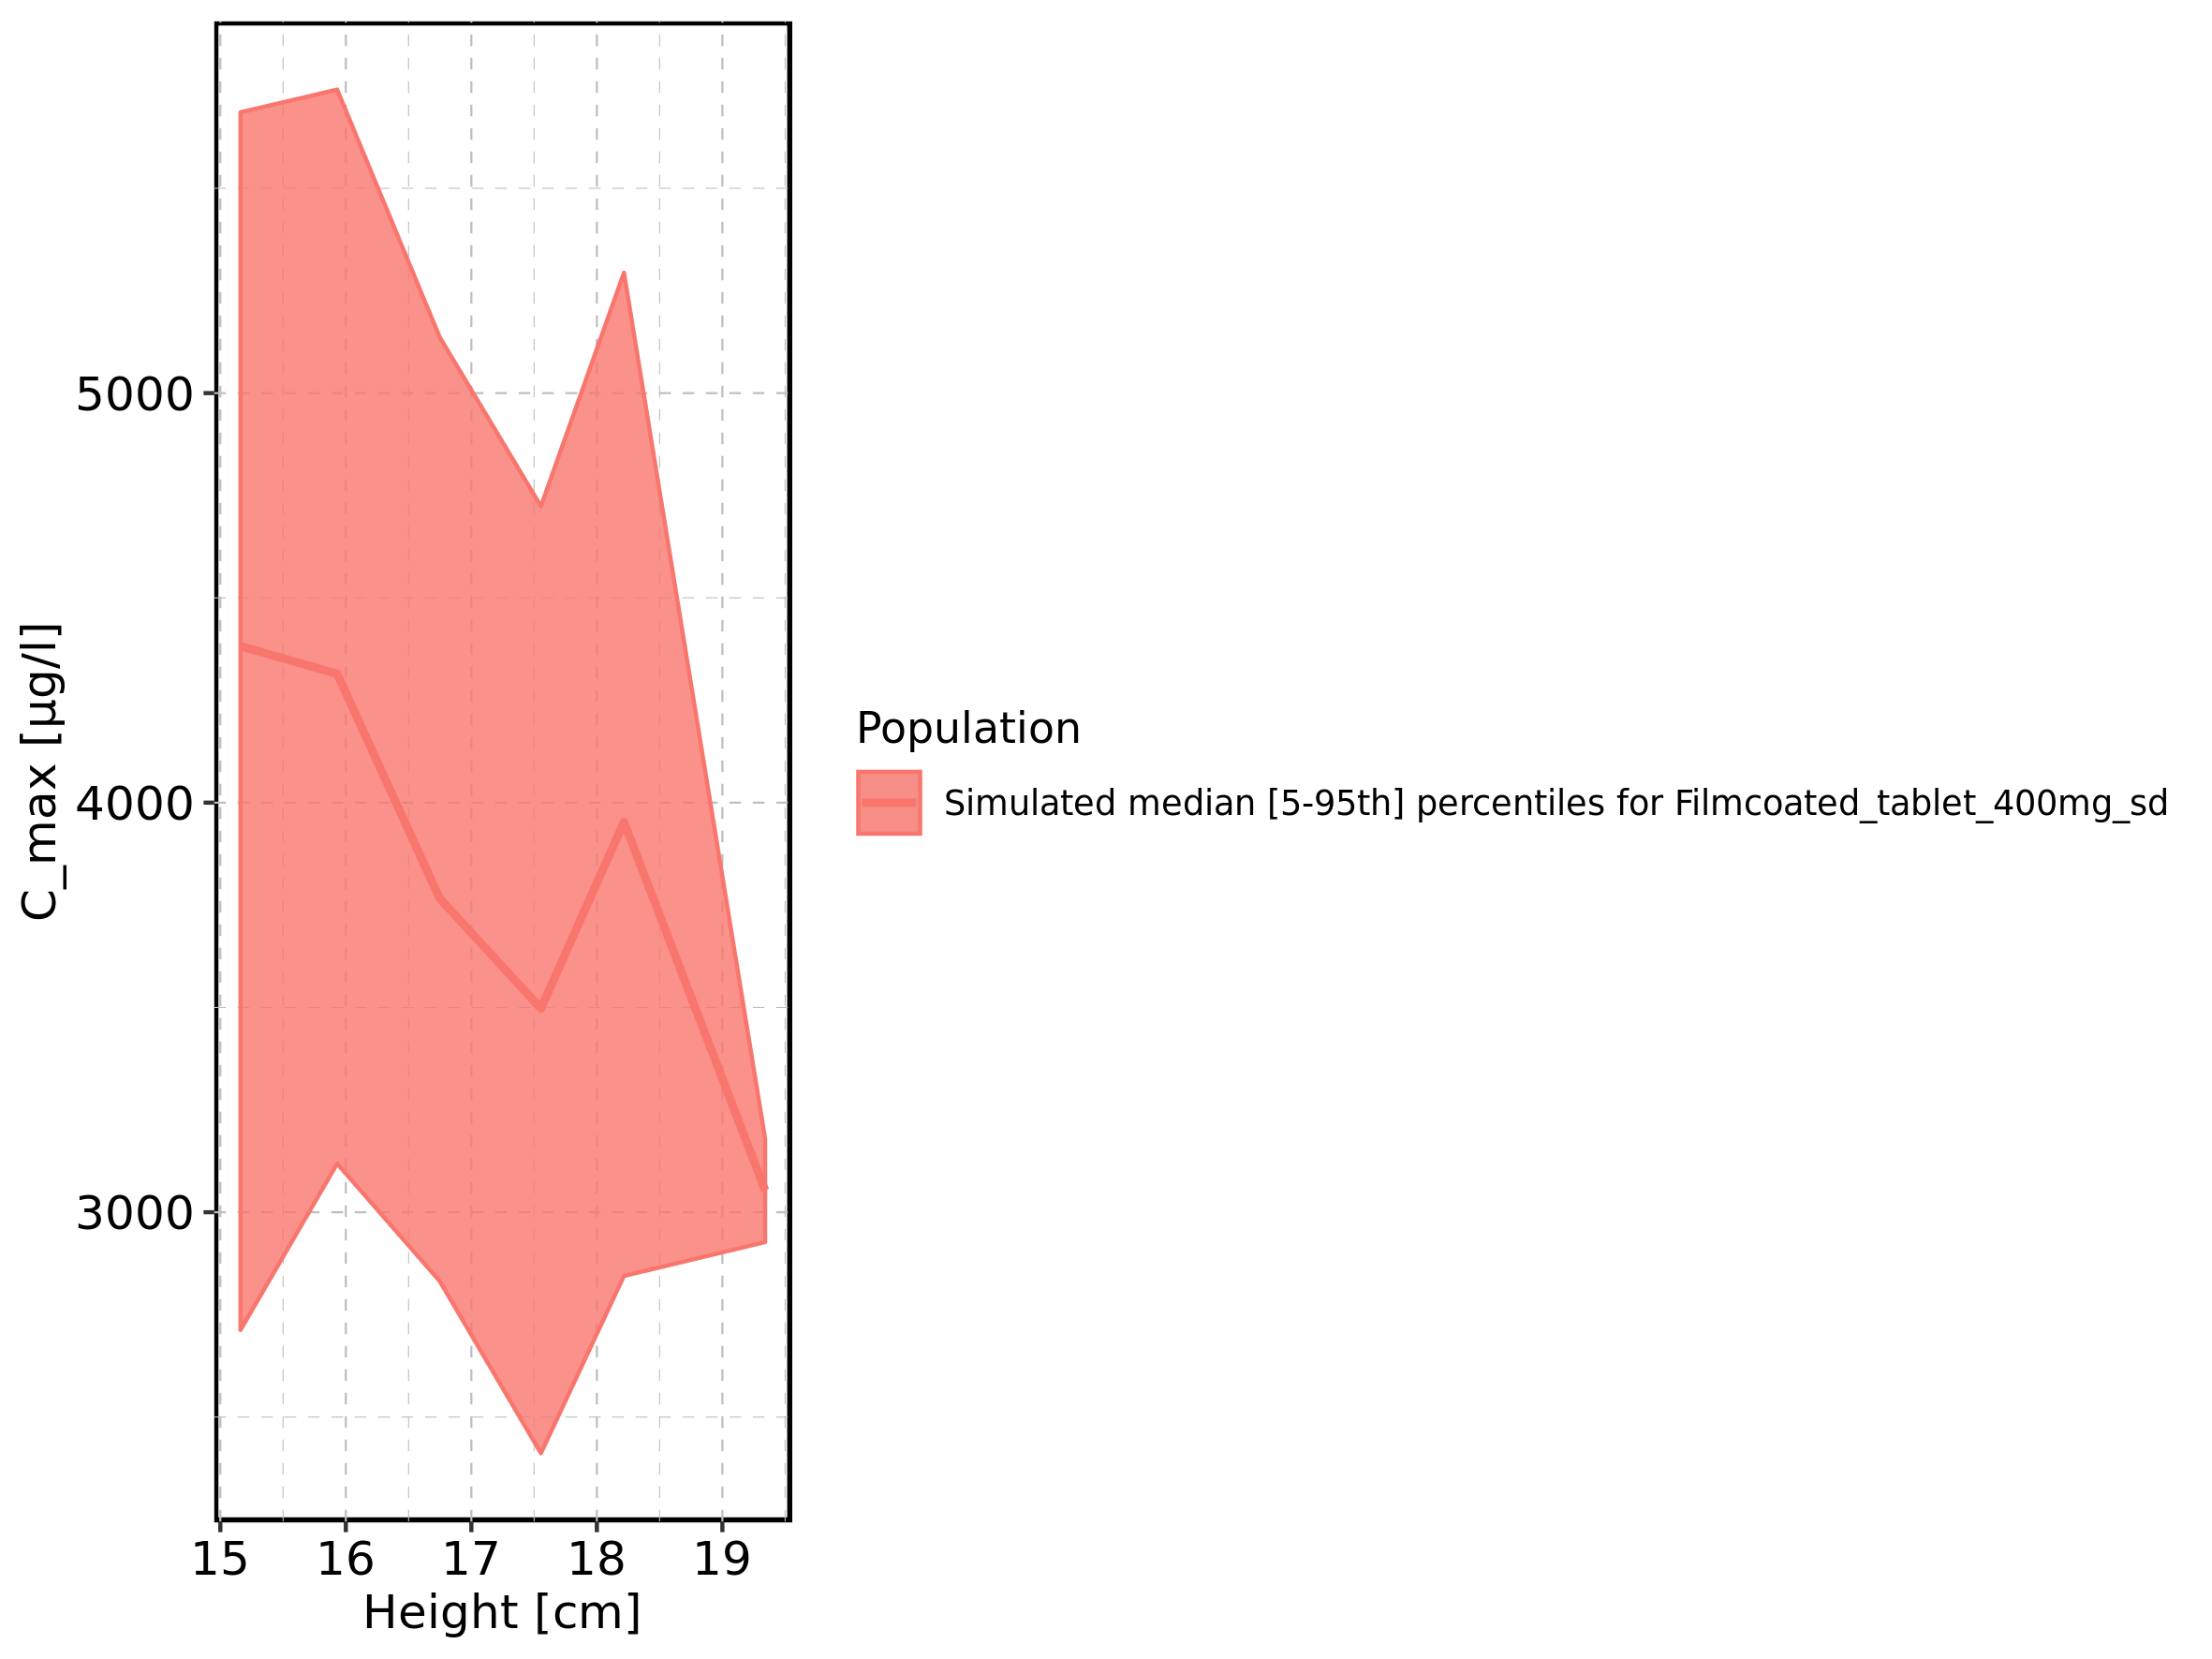 5000
4000
3000
C_max [µg/l]
15 16 17 18 19
Height [cm]
Population
Simulated median [5-95th] percentiles for Filmcoated_tablet_400mg_sd